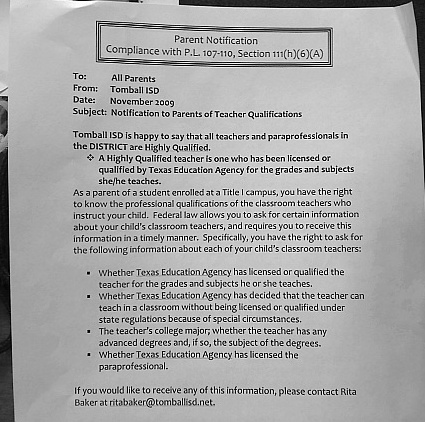 Parent Notification
Compliance with P.L. 107-110, Section 111(h)(6)(A)
To: All Parents
From: Tomball ISD
Date: November 2009
Subject: Notification to Parents of Teacher Qualifications
Tomball ISD is happy to say that all teachers and paraprofessionals in
the DISTRICT are Highly Qualified.
❖ A Highly Qualified teacher is one who has been licensed or
qualified by Texas Education Agency for the grades and subjects
she/he teaches.
As a parent of a student enrolled at a Title I campus, you have the right
to know the professional qualifications of the classroom teachers who
instruct your child. Federal law allows you to ask for certain information
about your child's classroom teachers, and requires you to receive this
information in a timely manner. Specifically, you have the right to ask for
the following information about each of your child's classroom teachers:
▪ Whether Texas Education Agency has licensed or qualified the
teacher for the grades and subjects he or she teaches.
▪ Whether Texas Education Agency has decided that the teacher can
teach in a classroom without being licensed or qualified under
state regulations because of special circumstances.
▪ The teacher's college major; whether the teacher has any
advanced degrees and, if so, the subject of the degrees.
▪ Whether Texas Education Agency has licensed the
paraprofessional.
If you would like to receive any of this information, please contact Rita
Baker at ritabaker@tomballisd.net.